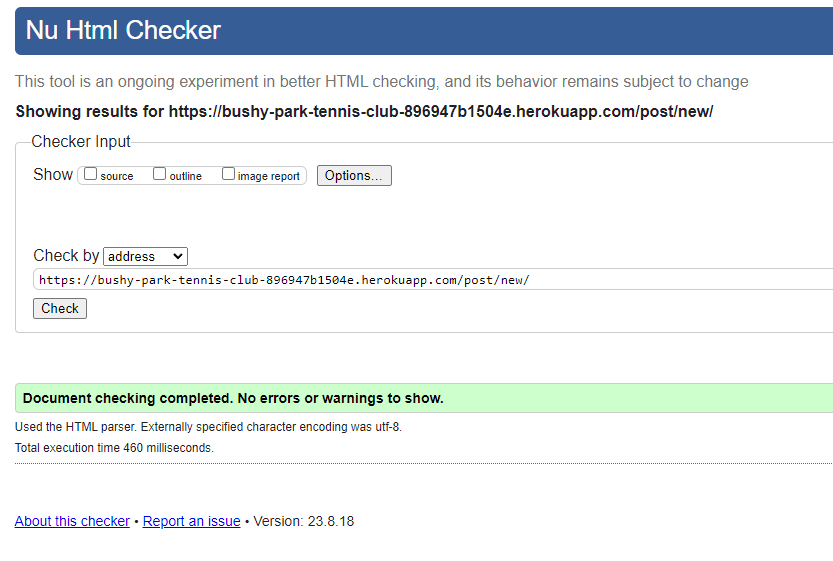 Nu Html Checker
This tool is an ongoing experiment in better HTML checking, and its behavior remains subject to change
Showing results for https://bushy-park-tennis-club-896947b1504e.herokuapp.com/post/new/
Checker Input
Show source outline image report Options...
Check by address
https://bushy-park-tennis-club-896947b1504e.herokuapp.com/post/new/
Check
Document checking completed. No errors or warnings to show.
Used the HTML parser. Externally specified character encoding was utf-8.
Total execution time 460 milliseconds.
About this checker • Report an issue • Version: 23.8.18